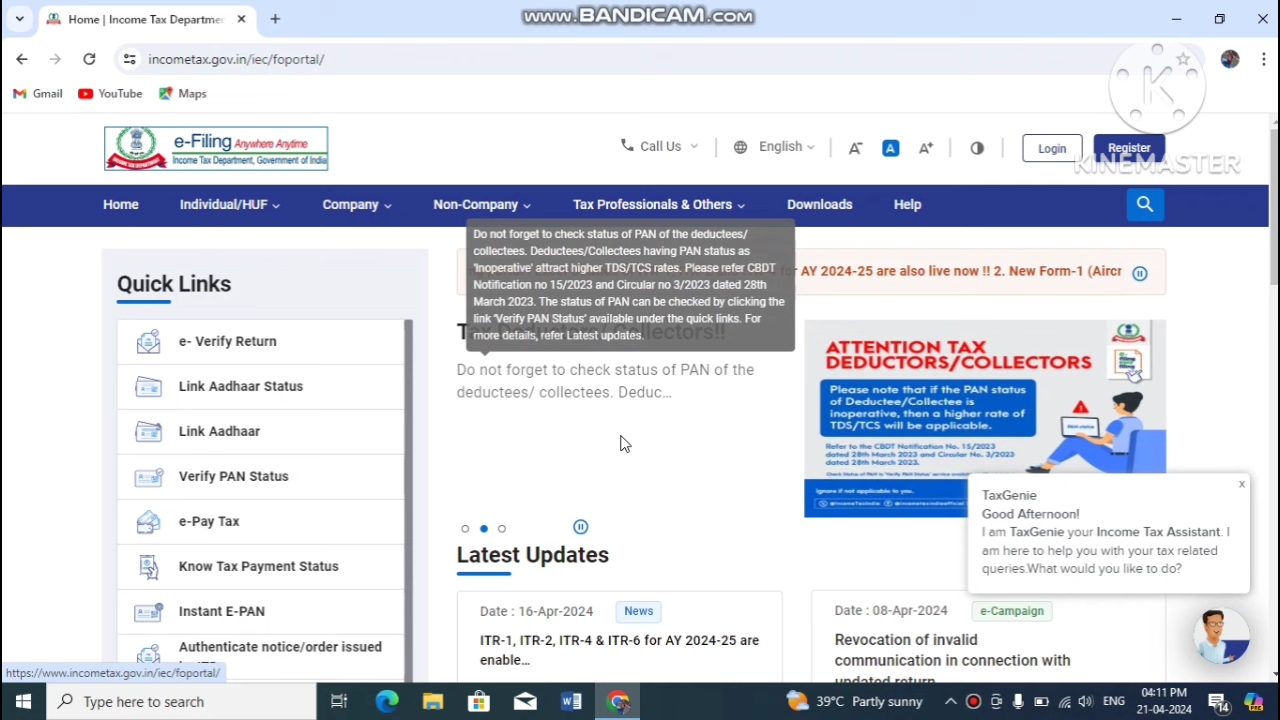 www.BANDICAM.com
Home | Income Tax Departme
incometax.gov.in/iec/foportal/
Gmail YouTube Maps
K
KINEMASTER
e-Filing Anywhere Anytime
Income Tax Department, Government of India
Call Us English A- A A+ Login Register
Home Individual/HUF Company Non-Company Tax Professionals & Others Downloads Help
Do not forget to check status of PAN of the deductees/
collectees. Deductees/Collectees having PAN status as
'Inoperative' attract higher TDS/TCS rates. Please refer CBDT
Notification no 15/2023 and Circular no 3/2023 dated 28th
March 2023. The status of PAN can be checked by clicking the
link 'Verify PAN Status' available under the quick links. For
more details, refer Latest updates.
for AY 2024-25 are also live now !! 2. New Form-1 (Aircr
Quick Links
e- Verify Return
Link Aadhaar Status
Link Aadhaar
Verify PAN Status
e-Pay Tax
Know Tax Payment Status
Instant E-PAN
Authenticate notice/order issued
Tax Deductors/ Collectors!!
Do not forget to check status of PAN of the
deductees/ collectees. Deduc...
ATTENTION TAX
DEDUCTORS/COLLECTORS
Please note that if the PAN status
of Deductee/Collectee is
inoperative, then a higher rate of
TDS/TCS will be applicable.
Refer to the CBDT Notification No. 15/2023
dated 28th March 2023 and Circular No. 3/2023
dated 28th March 2023.
Ignore if not applicable to you.
Latest Updates
Date : 16-Apr-2024 News
ITR-1, ITR-2, ITR-4 & ITR-6 for AY 2024-25 are
enable...
Date : 08-Apr-2024 e-Campaign
Revocation of invalid
communication in connection with
updated return
x
TaxGenie
Good Afternoon!
I am TaxGenie your Income Tax Assistant. I
am here to help you with your tax related
queries.What would you like to do?
https://www.incometax.gov.in/iec/foportal/
Type here to search
39°C Partly sunny
ENG
04:11 PM
21-04-2024
14